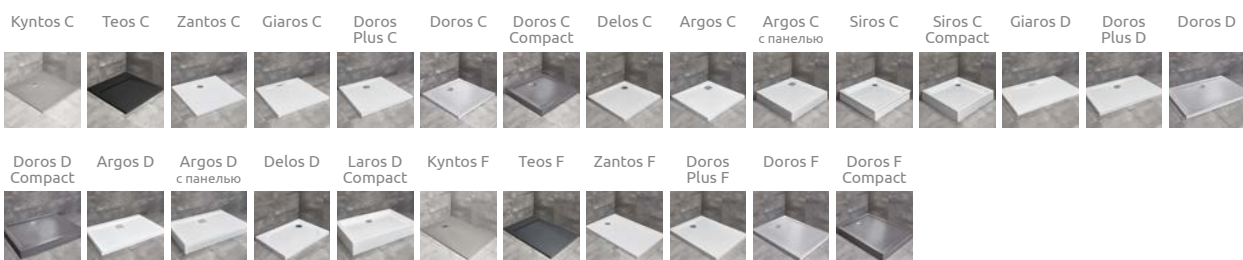 Kyntos C
Teos C
Zantos C
Giaros C
Doros
Plus C
Doros C
Doros C
Compact
Delos C
Argos C
Argos C
с панелью
Siros C
Siros C
Compact
Giaros D
Doros
Plus D
Doros D
Doros D
Compact
Argos D
Argos D
с панелью
Delos D
Laros D
Compact
Kyntos F
Teos F
Zantos F
Doros
Plus F
Doros F
Doros F
Compact